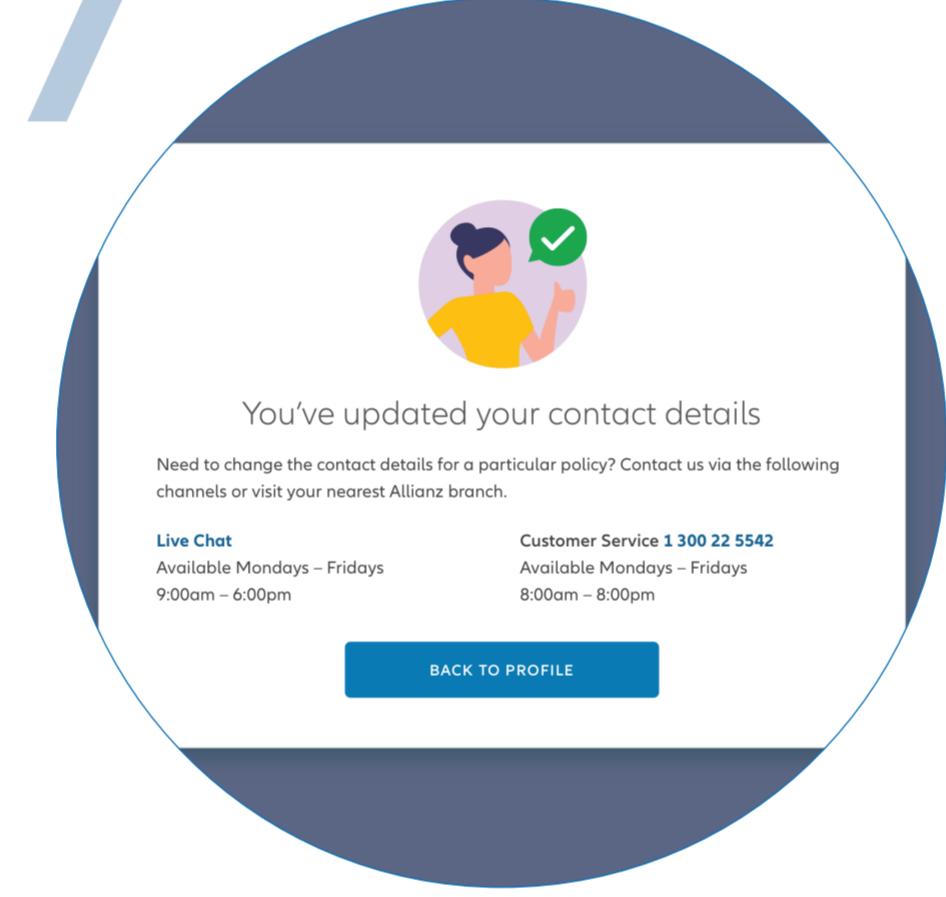 You've updated your contact details
Need to change the contact details for a particular policy? Contact us via the following
channels or visit your nearest Allianz branch.
Live Chat
Available Mondays – Fridays
9:00am – 6:00pm
Customer Service 1 300 22 5542
Available Mondays – Fridays
8:00am – 8:00pm
BACK TO PROFILE